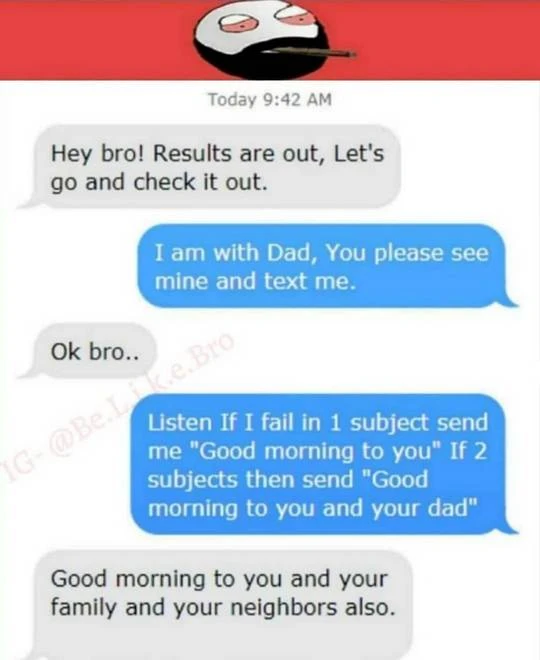 Today 9:42 AM
Hey bro! Results are out, Let's
go and check it out.
I am with Dad, You please see
mine and text me.
Ok bro..
IG- @Be.L.i.k.e.Bro
Listen If I fail in 1 subject send
me "Good morning to you" If 2
subjects then send "Good
morning to you and your dad"
Good morning to you and your
family and your neighbors also.